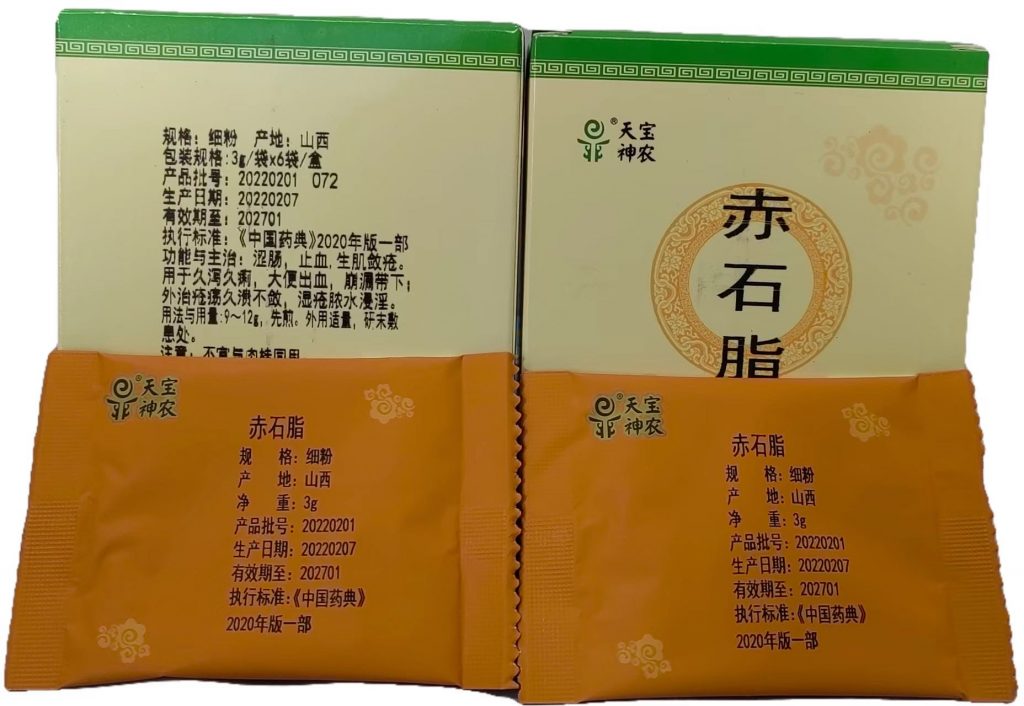 规格：细粉 产地：山西
包装规格:3g/袋x6袋/盒
产品批号：20220201 072
生产日期：20220207
有效期至：202701
执行标准：《中国药典》2020年版一部
功能与主治：涩肠，止血,生肌敛疮。
用于久泻久痢，大便出血，崩漏带下；
外治疮疡久溃不敛，湿疮脓水浸淫。
用法与用量:9～12g,先煎。外用适量，研末敷
患处。
注意：不宜与肉桂同用
天宝
神农
赤
石
脂
天宝
神农
赤石脂
规 格：细粉
产 地：山西
净 重：3g
产品批号：20220201
生产日期：20220207
有效期至：202701
执行标准：《中国药典》
2020年版一部
天宝
神农
赤石脂
规 格：细粉
产 地：山西
净 重：3g
产品批号：20220201
生产日期：20220207
有效期至：202701
执行标准：《中国药典》
2020年版一部